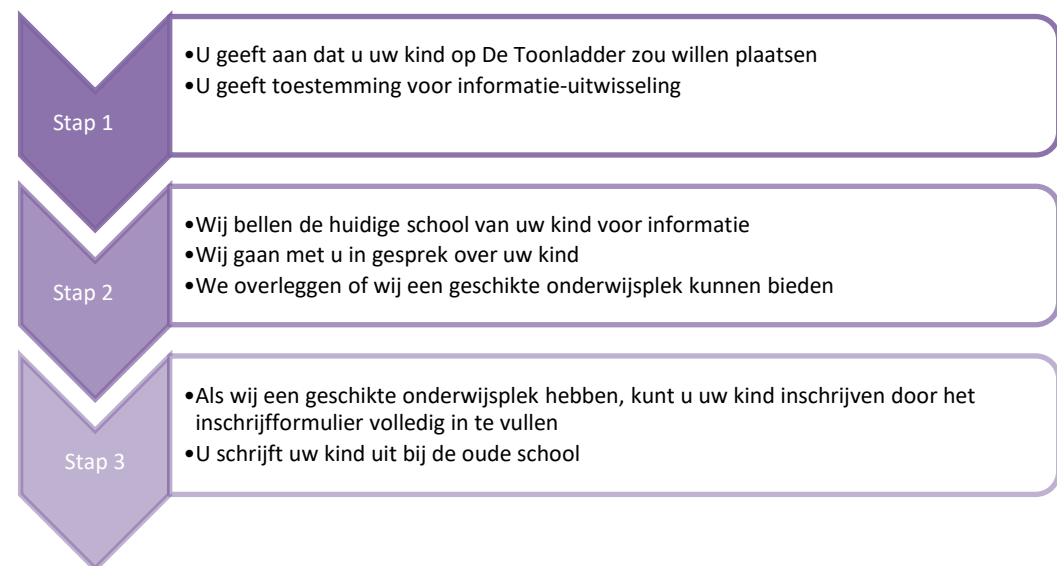 Stap 1
•U geeft aan dat u uw kind op De Toonladder zou willen plaatsen
•U geeft toestemming voor informatie-uitwisseling
Stap 2
•Wij bellen de huidige school van uw kind voor informatie
•Wij gaan met u in gesprek over uw kind
•We overleggen of wij een geschikte onderwijsplek kunnen bieden
Stap 3
•Als wij een geschikte onderwijsplek hebben, kunt u uw kind inschrijven door het
inschrijfformulier volledig in te vullen
•U schrijft uw kind uit bij de oude school